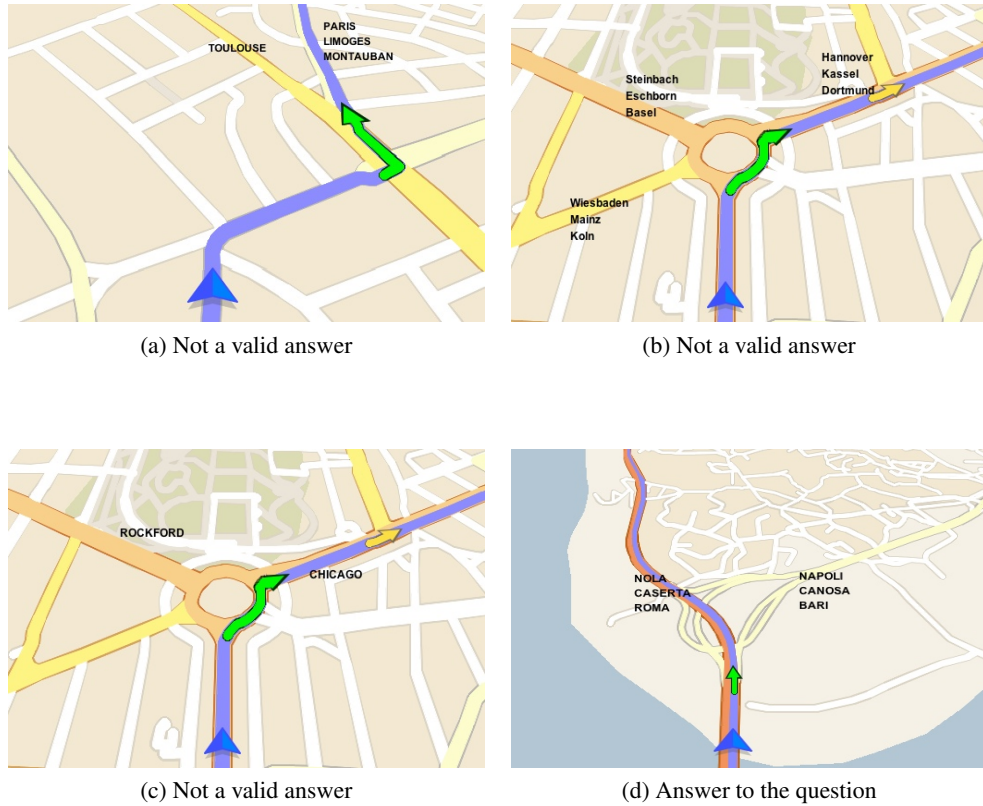 TOULOUSE
PARIS
LIMOGES
MONTAUBAN
(a) Not a valid answer
Steinbach
Eschborn
Basel
Hannover
Kassel
Dortmund
Wiesbaden
Mainz
Koln
(b) Not a valid answer
ROCKFORD
CHICAGO
(c) Not a valid answer
NOLA
CASERTA
ROMA
NAPOLI
CANOSA
BARI
(d) Answer to the question